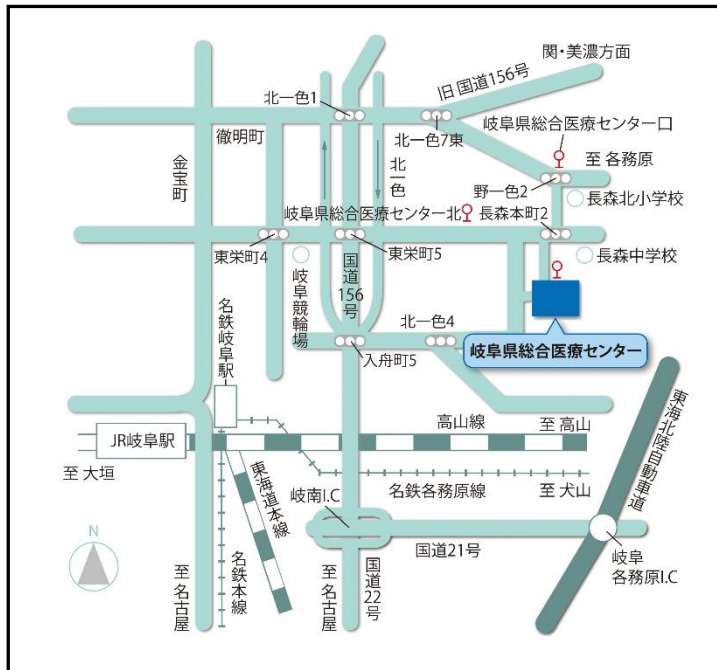 関・美濃方面
旧 国道156号
北一色1
北一色7東
岐阜県総合医療センター口
徹明町
至 各務原
金宝町
北一色
野一色2
長森北小学校
岐阜県総合医療センター北
長森本町2
東栄町4
東栄町5
長森中学校
国道
156
号
岐阜競輪場
北一色4
名鉄岐阜駅
入舟町5
岐阜県総合医療センター
東海北陸自動車道
高山線
至 高山
JR岐阜駅
至 大垣
東海道本線
名鉄各務原線
至 犬山
岐南I.C
N
国道21号
岐阜
各務原I.C
至 名古屋
名鉄本線
至 名古屋
国道
22
号